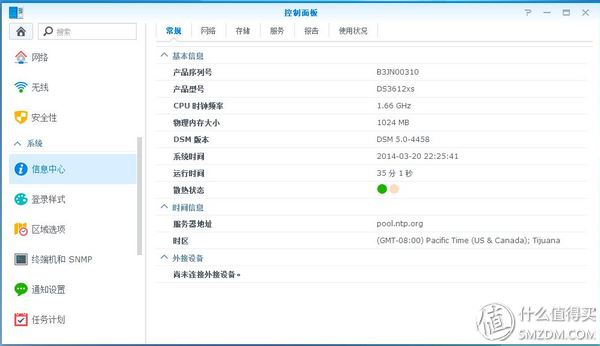 控制面板
搜索
常规 网络 存储 服务 报告 使用状况
网络
无线
安全性
系统
信息中心
登录样式
区域选项
终端机和 SNMP
通知设置
任务计划
基本信息
产品序列号 B3JN00310
产品型号 DS3612xs
CPU 时钟频率 1.66 GHz
物理内存大小 1024 MB
DSM 版本 DSM 5.0-4458
系统时间 2014-03-20 22:25:41
运行时间 35 分 1 秒
散热状态
时间信息
服务器地址 pool.ntp.org
时区 (GMT-08:00) Pacific Time (US & Canada); Tijuana
外接设备
尚未连接外接设备。
值 什么值得买
SMZDM.COM